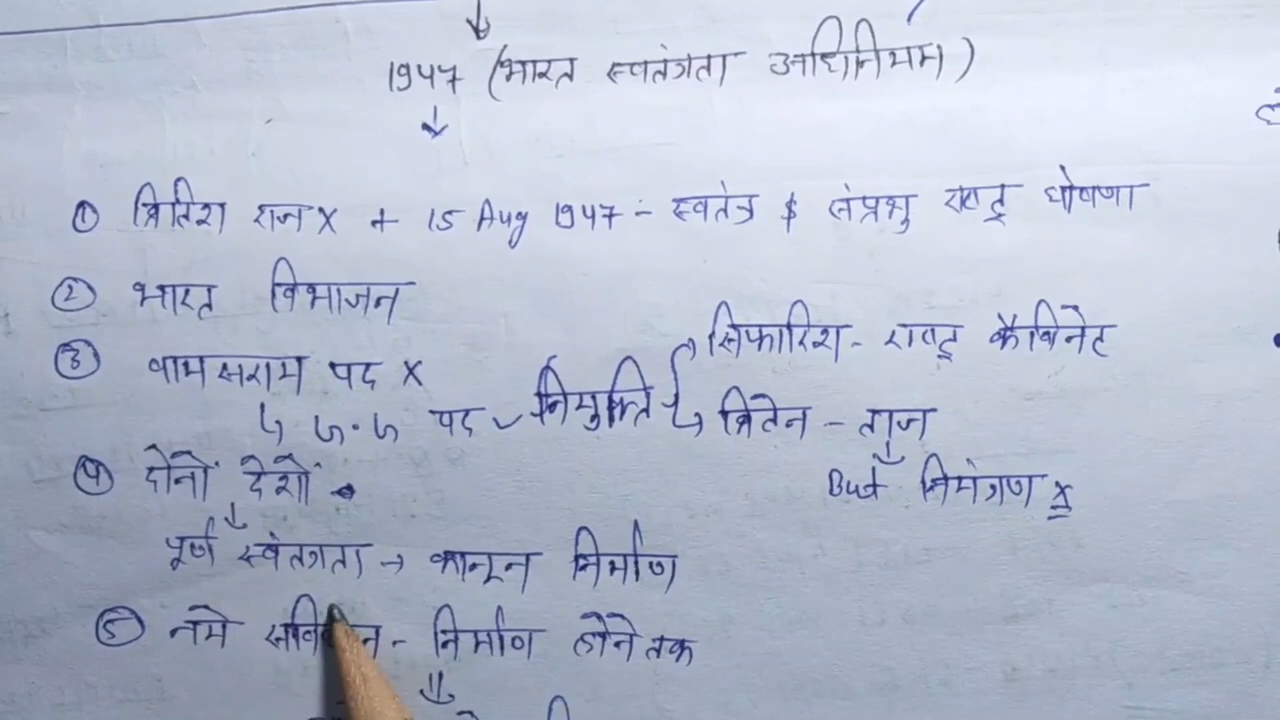 1947 (भारत स्वतंत्रता अधिनियम)
① ब्रितिश राज X + 15 Aug 1947 - स्वतंत्र & संप्रभु राष्ट्र घोषणा
② भारत विभाजन
③ वायसराय पद X
↳ G.G पद ✓ नियुक्ति
सिफारिश - राष्ट्र कैबिनेट
ब्रितेन - ताज
But नियंत्रण X
④ दोनों देशों
पूर्ण स्वंतत्रता → कानून निर्माण
⑤ नये - निर्माण होने तक